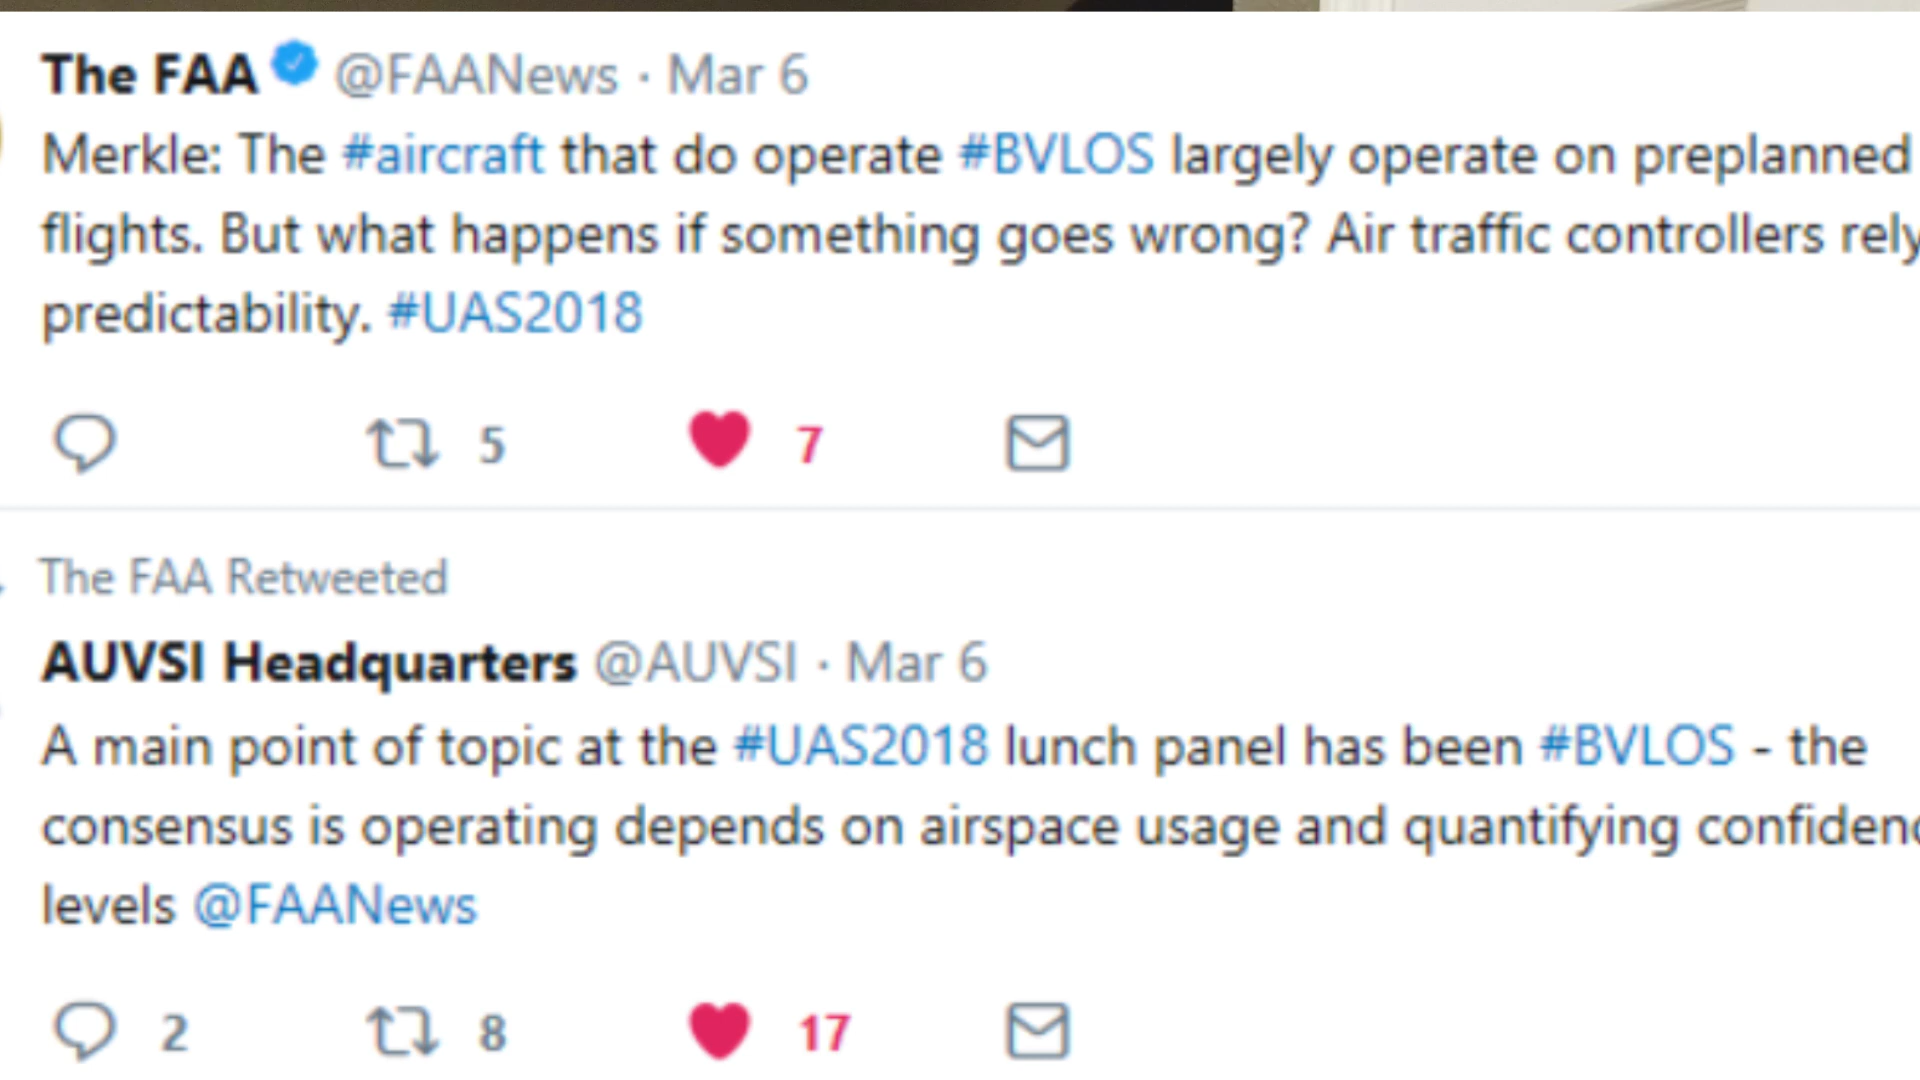 The FAA @FAANews · Mar 6
Merkle: The #aircraft that do operate #BVLOS largely operate on preplanned
flights. But what happens if something goes wrong? Air traffic controllers rely
predictability. #UAS2018
5 7
The FAA Retweeted
AUVSI Headquarters @AUVSI · Mar 6
A main point of topic at the #UAS2018 lunch panel has been #BVLOS - the
consensus is operating depends on airspace usage and quantifying
levels @FAANews
2 8 17